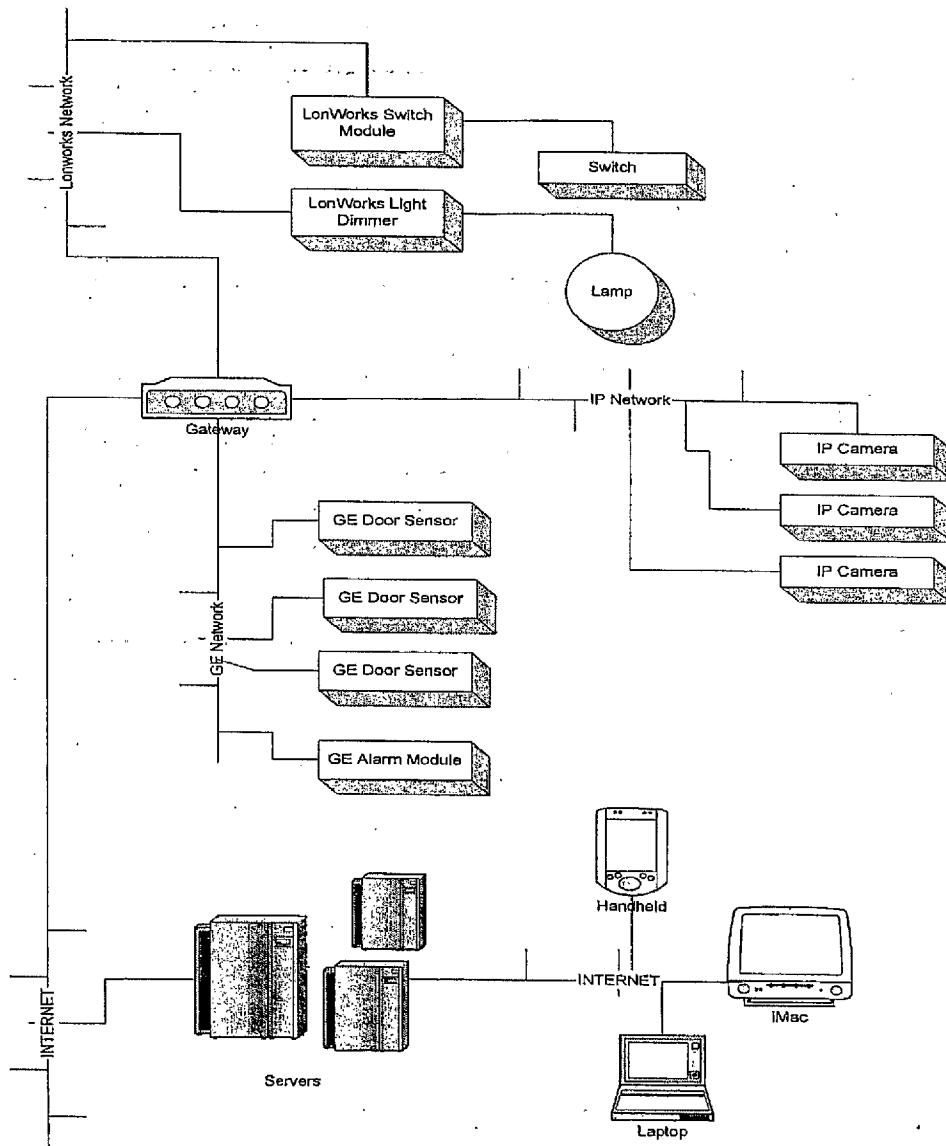 Lonworks Network
LonWorks Switch
Module
Switch
LonWorks Light
Dimmer
Lamp
Gateway
IP Network
IP Camera
IP Camera
IP Camera
GE Network
GE Door Sensor
GE Door Sensor
GE Door Sensor
GE Alarm Module
Handheld
INTERNET
INTERNET
iMac
Servers
Laptop